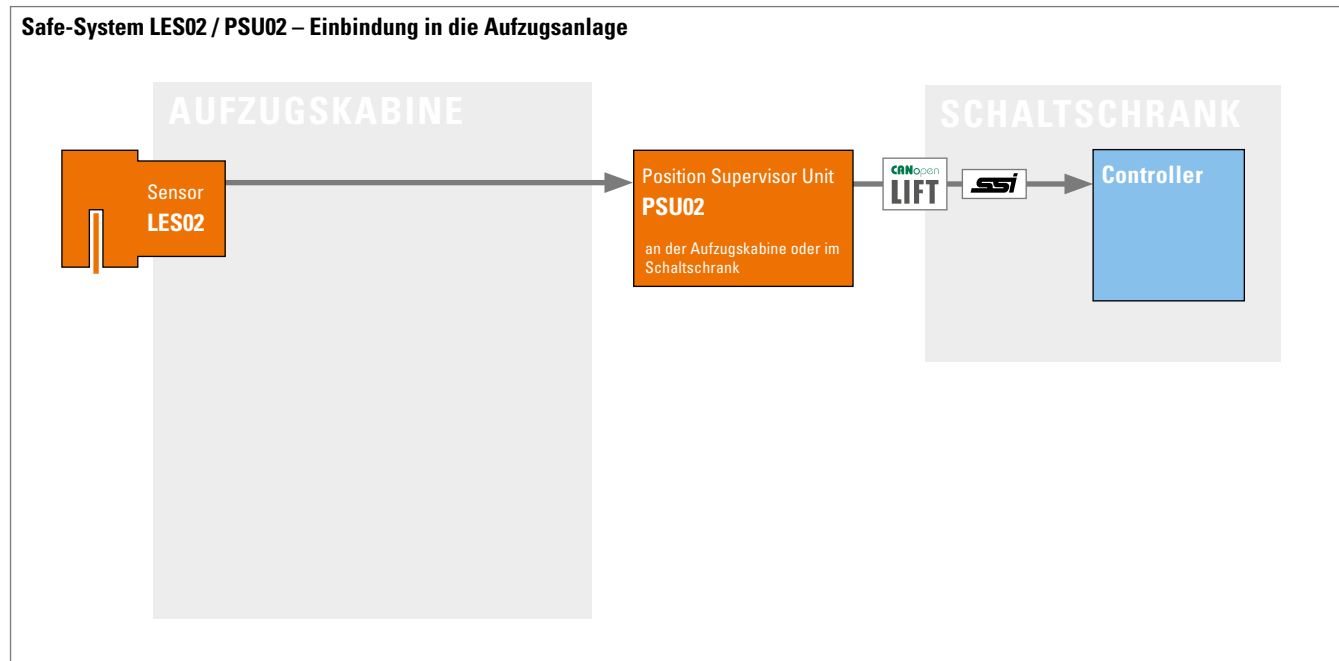 Safe-System LES02 / PSU02 – Einbindung in die Aufzugsanlage
AUFZUGSKABINE
SCHALTSCHRANK
Sensor
LES02
Position Supervisor Unit
PSU02
an der Aufzugskabine oder im
Schaltschrank
CANopen
LIFT
SSi
Controller